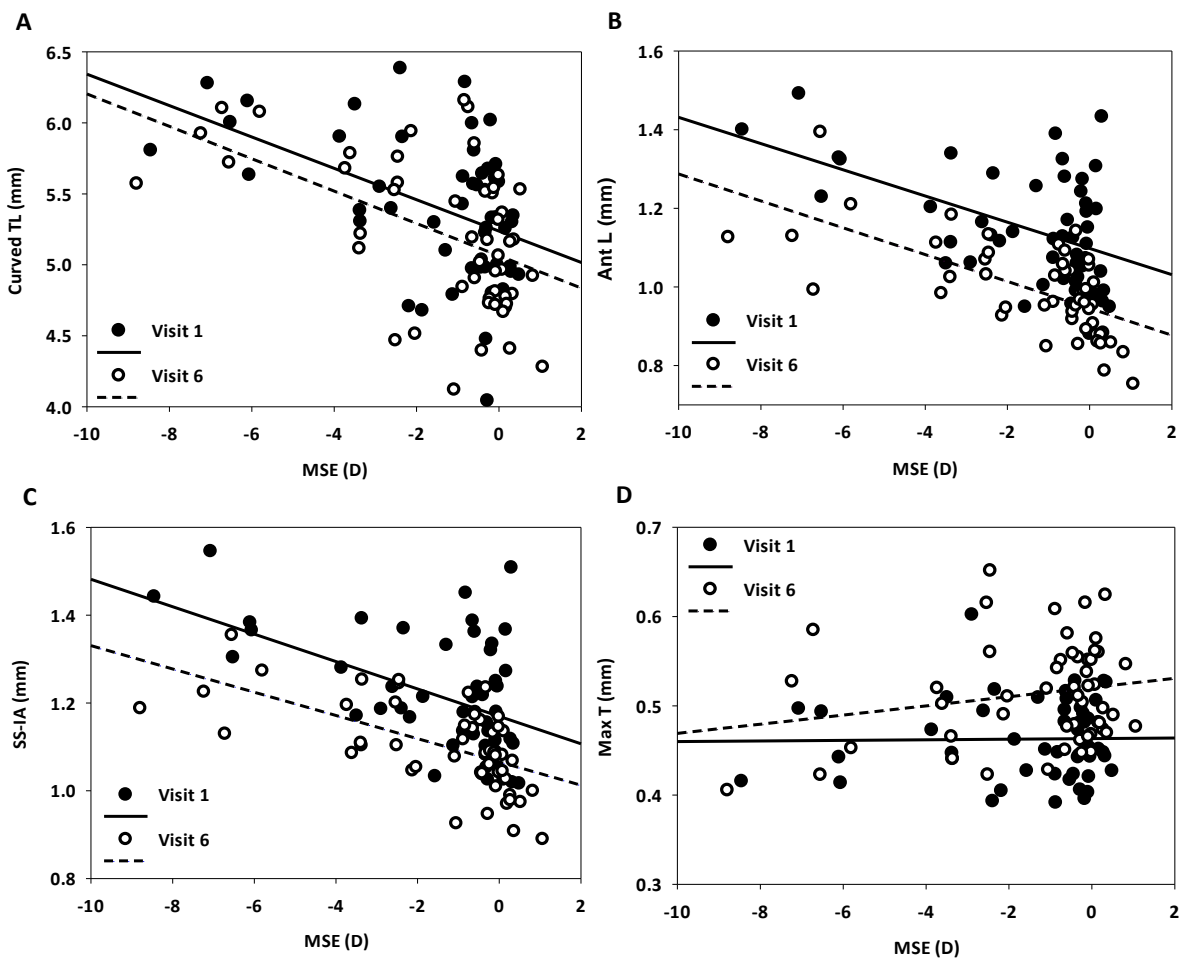 A
Curved TL (mm)
6.5
6.0
5.5
5.0
4.5
4.0
Visit 1
Visit 6
-10 -8 -6 -4 -2 0 2
MSE (D)
B
Ant L (mm)
1.6
1.4
1.2
1.0
0.8
Visit 1
Visit 6
-10 -8 -6 -4 -2 0 2
MSE (D)
C
SS-IA (mm)
1.6
1.4
1.2
1.0
0.8
Visit 1
Visit 6
-10 -8 -6 -4 -2 0 2
MSE (D)
D
Max T (mm)
0.7
0.6
0.5
0.4
0.3
Visit 1
Visit 6
-10 -8 -6 -4 -2 0 2
MSE (D)